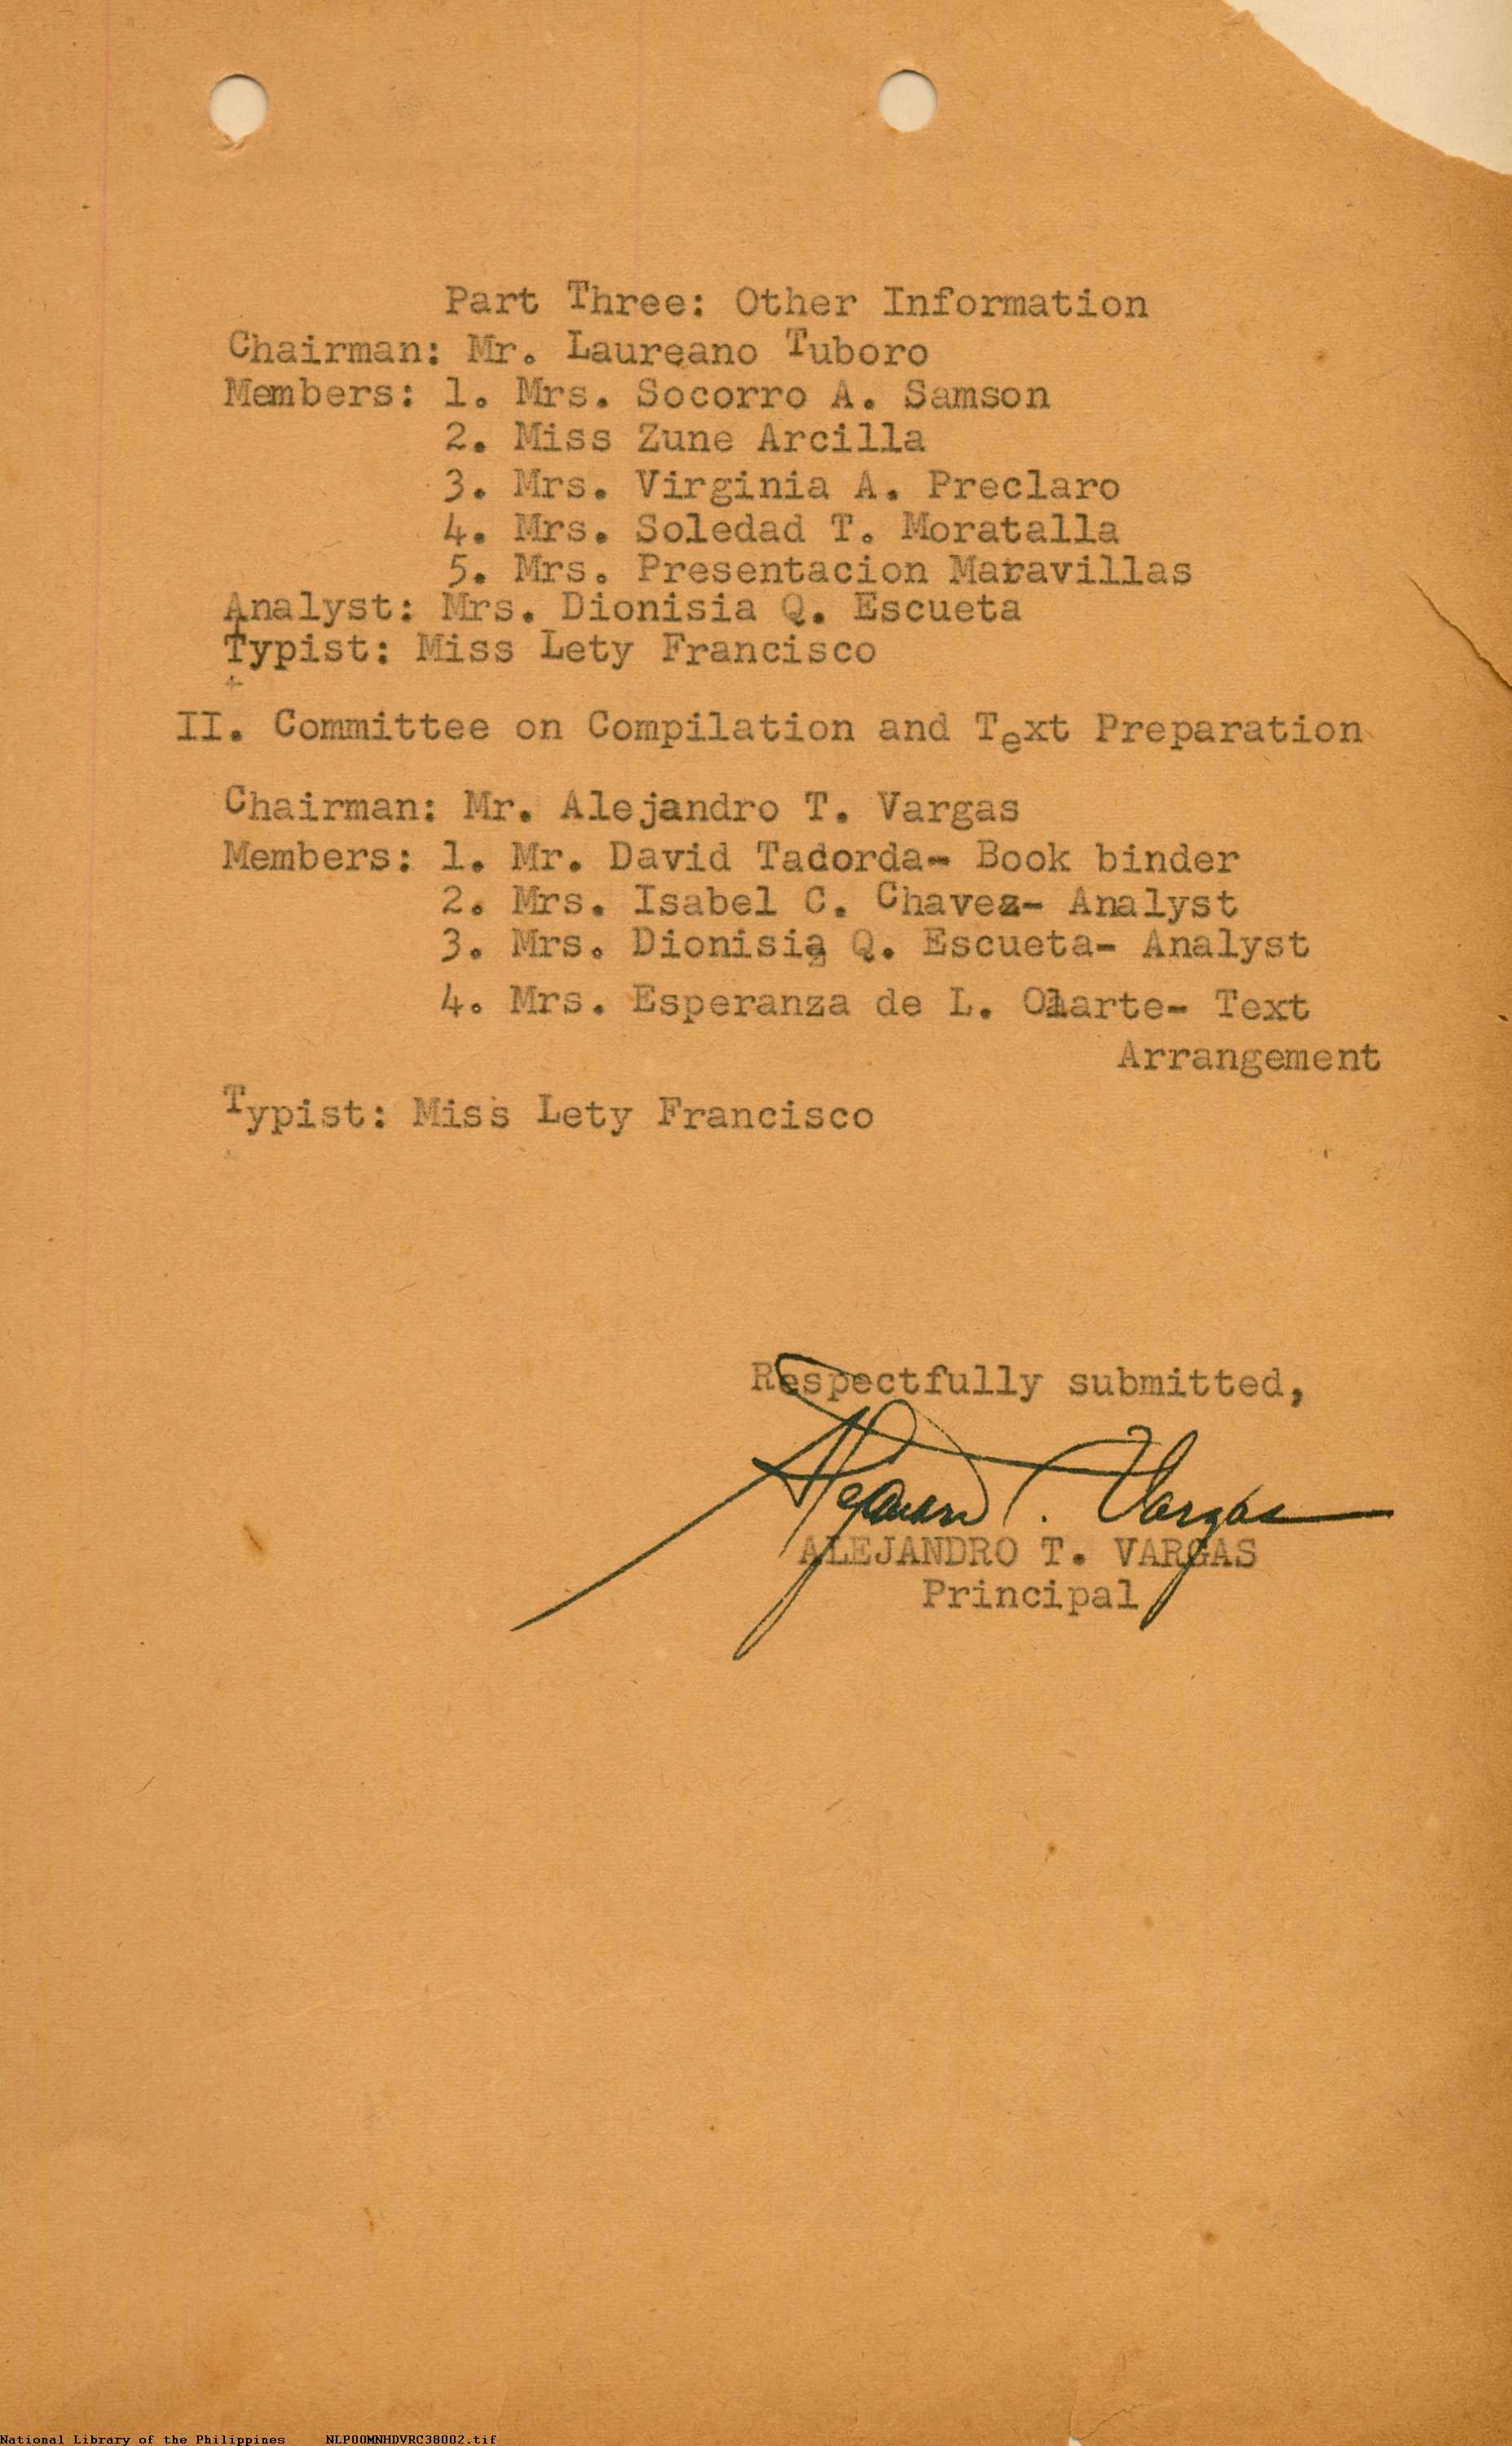 Part Three: Other Information
Chairman: Mr. Laureano Tuboro
Members: 1. Mrs. Socorro A. Samson
2. Miss Zune Arcilla
3. Mrs. Virginia A. Preclaro
4. Mrs. Soledad T. Moratalla
5. Mrs. Presentacion Maravillas
Analyst: Mrs. Dionisia Q. Escueta
Typist: Miss Lety Francisco
II. Committee on Compilation and Text Preparation
Chairman: Mr. Alejandro T. Vargas
Members: 1. Mr. David Tadorda- Book binder
2. Mrs. Isabel C. Chavez- Analyst
3. Mrs. Dionisia Q. Escueta- Analyst
4. Mrs. Esperanza de L. Olarte- Text
Arrangement
Typist: Miss Lety Francisco
Respectfully submitted,
Alejandro T. Vargas
ALEJANDRO T. VARGAS
Principal
National Library of the Philippines NLP00MNHDVRC38002.tif